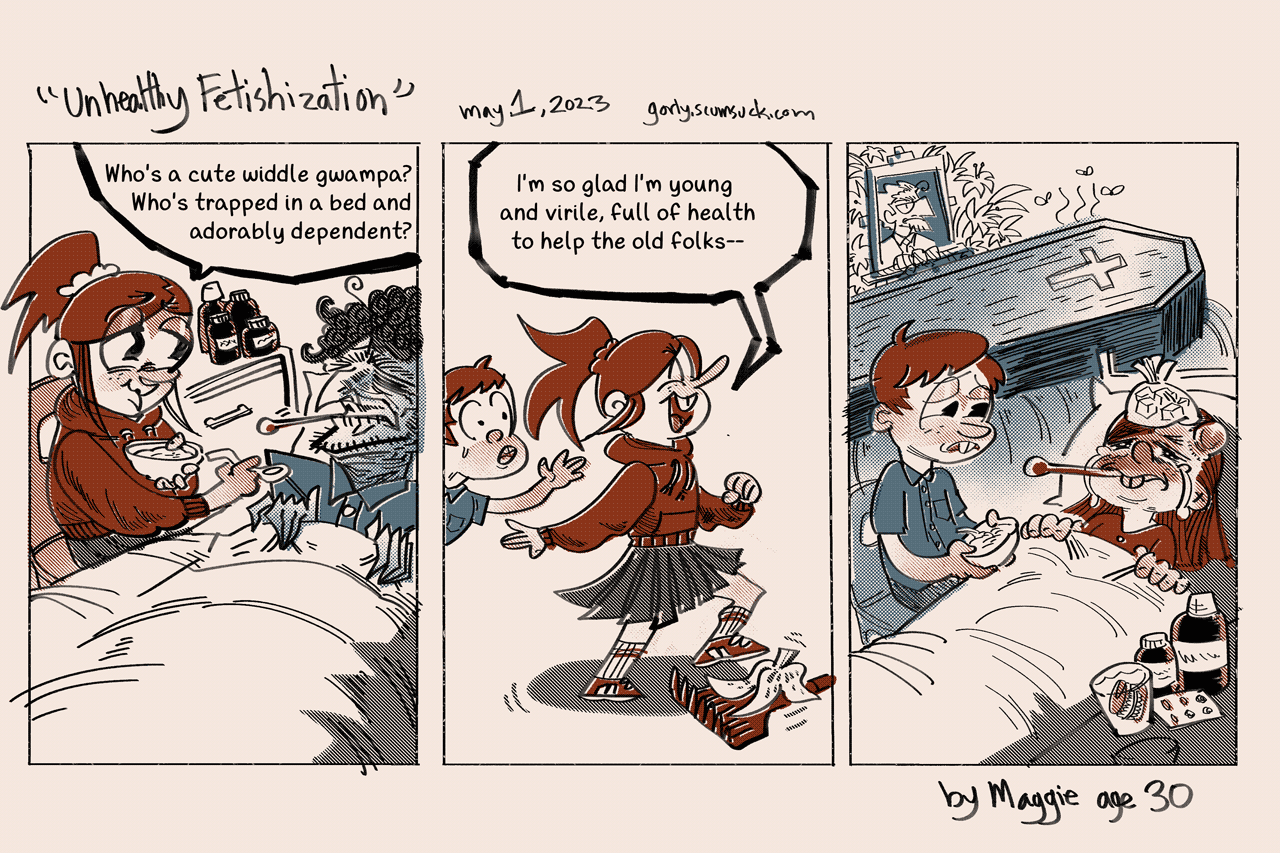 "Unhealthy Fetishization"
may 1, 2023
gorly.scumsuck.com
Who's a cute widdle gwampa?
Who's trapped in a bed and
adorably dependent?
I'm so glad I'm young
and virile, full of health
to help the old folks--
by Maggie age 30